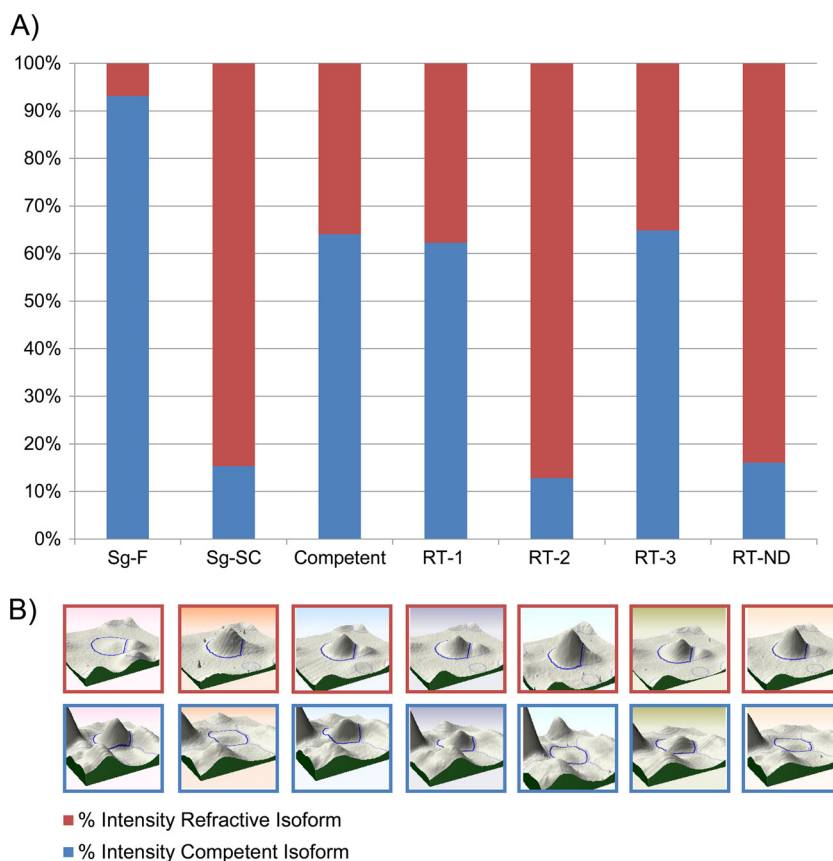 A)
100%
90%
80%
70%
60%
50%
40%
30%
20%
10%
0%
Sg-F Sg-SC Competent RT-1 RT-2 RT-3 RT-ND
B)
% Intensity Refractive Isoform
% Intensity Competent Isoform